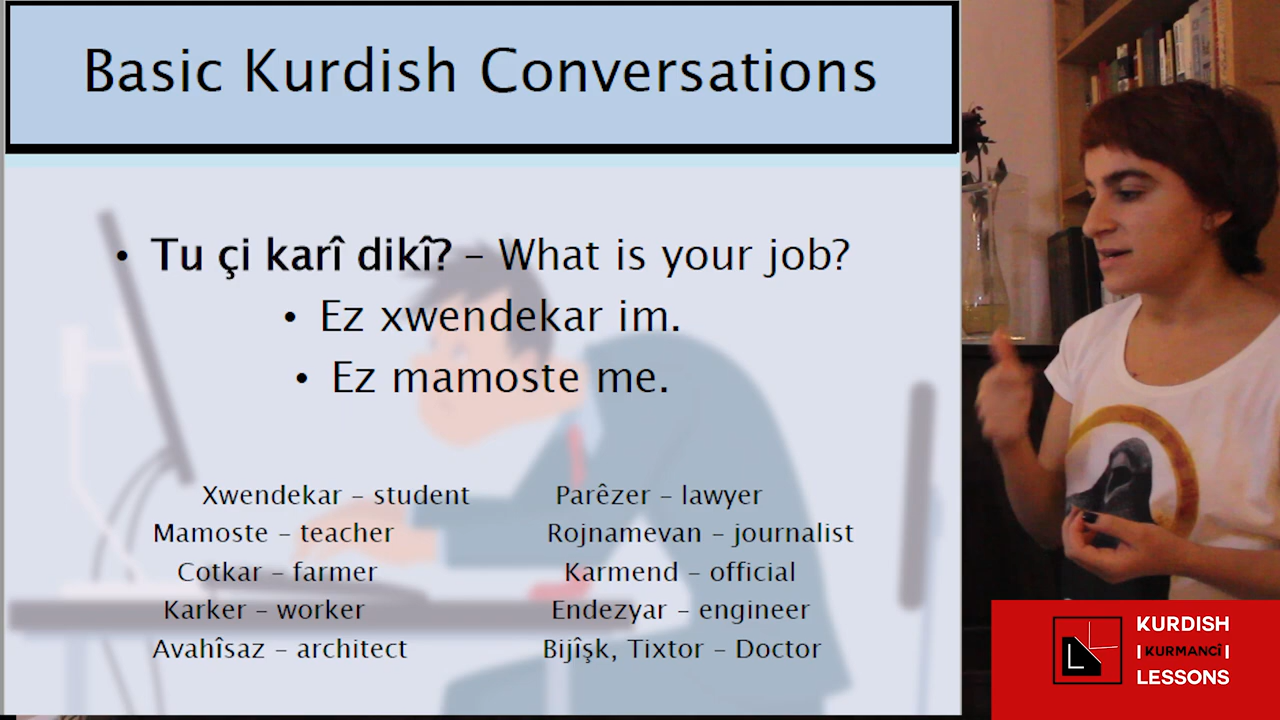 Basic Kurdish Conversations
• Tu çi karî dikî? – What is your job?
• Ez xwendekar im.
• Ez mamoste me.
Xwendekar – student
Mamoste – teacher
Cotkar – farmer
Karker – worker
Avahîsaz – architect
Parêzer – lawyer
Rojnamevan – journalist
Karmend – official
Endezyar – engineer
Bijîşk, Tixtor – Doctor
KURDISH
| KURMANCÎ |
LESSONS